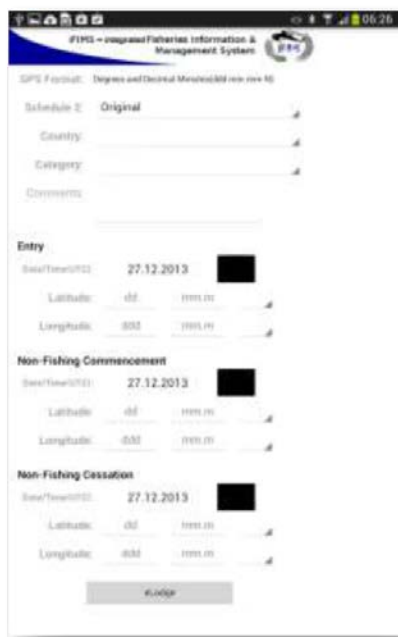 06:26
iFIMS - integrated Fisheries Information &
Management System
GPS Format: Degrees and Decimal Minutes(ddd mm.mm N)
Schedule 2: Original
Country:
Category:
Comments
Entry
Date/Time(UTC): 27.12.2013
Latitude: dd mm.m
Longitude: ddd mm.m
Non-Fishing Commencement
Date/Time(UTC): 27.12.2013
Latitude: dd mm.m
Longitude: ddd mm.m
Non-Fishing Cessation
Date/Time(UTC): 27.12.2013
Latitude: dd mm.m
Longitude: ddd mm.m
eLodge